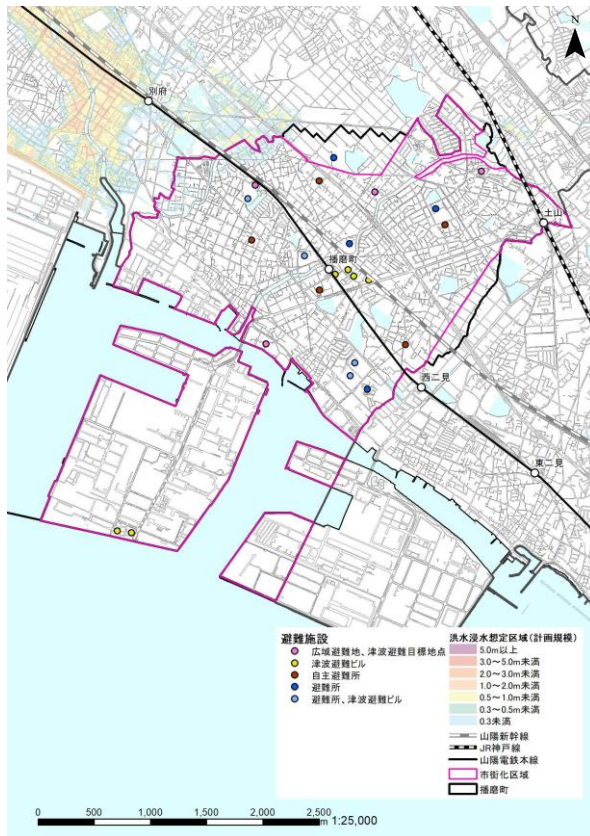 N
別府
土山
播磨町
西二見
東二見
避難施設
広域避難地、津波避難目標地点
津波避難ビル
自主避難所
避難所
避難所、津波避難ビル
洪水浸水想定区域(計画規模)
5.0m以上
3.0~5.0m未満
2.0~3.0m未満
1.0~2.0m未満
0.5~1.0m未満
0.3~0.5m未満
0.3未満
山陽新幹線
JR神戸線
山陽電鉄本線
市街化区域
播磨町
0 500 1,000 1,500 2,000 2,500
m 1:25,000